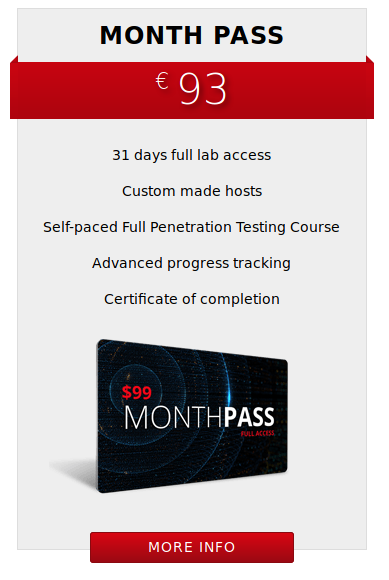 MONTH PASS
€ 93
31 days full lab access
Custom made hosts
Self-paced Full Penetration Testing Course
Advanced progress tracking
Certificate of completion
$99
MONTHPASS
FULL ACCESS
MORE INFO